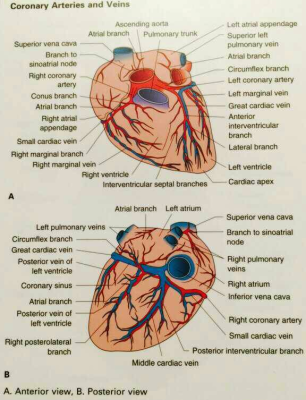 Coronary Arteries and Veins
Ascending aorta
Atrial branch
Pulmonary trunk
Left atrial appendage
Superior vena cava
Superior left
pulmonary vein
Branch to
sinoatrial node
Atrial branch
Right coronary
artery
Circumflex branch
Left coronary artery
Conus branch
Left marginal vein
Atrial branch
Great cardiac vein
Right atrial
appendage
Anterior
interventricular
branch
Small cardiac vein
Lateral branch
Right marginal branch
Right marginal vein
Left ventricle
Right ventricle
Cardiac apex
Interventricular septal branches
A
Atrial branch
Left atrium
Superior vena cava
Left pulmonary veins
Branch to sinoatrial
node
Circumflex branch
Great cardiac vein
Right pulmonary
veins
Posterior vein of
left ventricle
Right atrium
Coronary sinus
Inferior vena cava
Atrial branch
Posterior vein of
left ventricle
Right coronary artery
Small cardiac vein
Right posterolateral
branch
Posterior interventricular branch
Middle cardiac vein
B
A. Anterior view, B. Posterior view